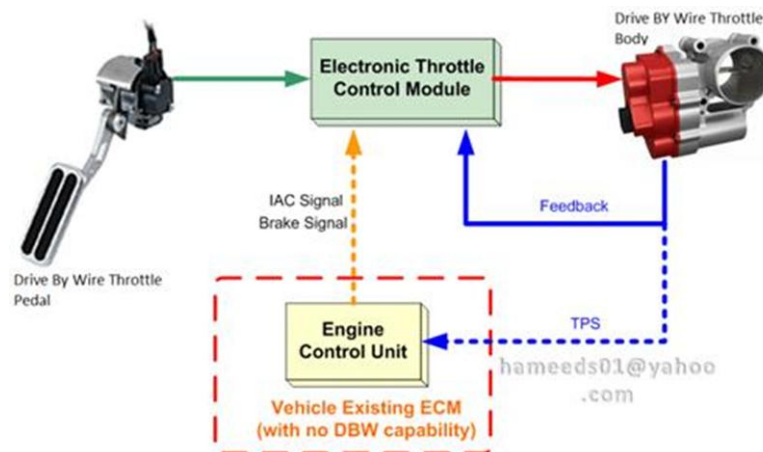 Drive BY Wire Throttle
Body
Electronic Throttle
Control Module
IAC Signal
Brake Signal
Feedback
Drive By Wire Throttle
Pedal
Engine
Control Unit
TPS
hameeds01@yahoo
.com
Vehicle Existing ECM
(with no DBW capability)